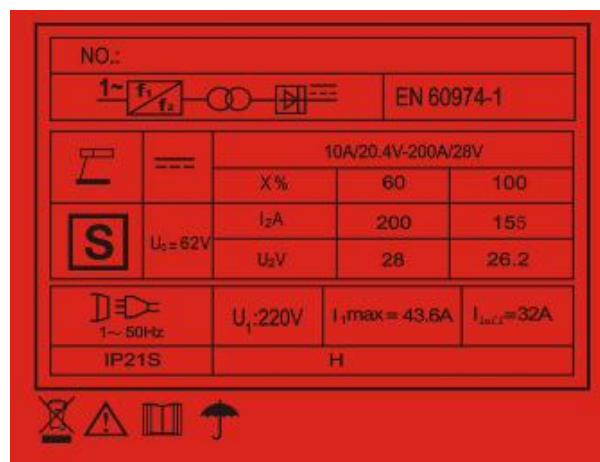 NO.:
1~ f₁ f₂ EN 60974-1
10A/20.4V-200A/28V
X% 60 100
S U₀=62V I₂A 200 155
U₂V 28 26.2
1~ 50Hz U₁:220V I₁max=43.6A I₁eff=32A
IP21S H